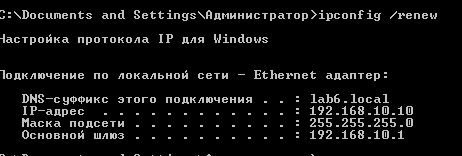 C:\Documents and Settings\Администратор>ipconfig /renew
Настройка протокола IP для Windows
Подключение по локальной сети - Ethernet адаптер:
DNS-суффикс этого подключения . . : lab6.local
IP-адрес . . . . . . . . . . . . : 192.168.10.10
Маска подсети . . . . . . . . . . : 255.255.255.0
Основной шлюз . . . . . . . . . . : 192.168.10.1